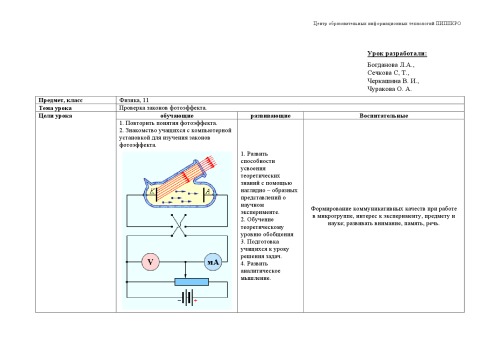 Центр образовательных информационных технологий ПИПКРО
Урок разработали:
Богданова Л.А.,
Сечкова С, Т.,
Черкашина В. И.,
Чуракова О. А.
Предмет, класс
Физика, 11
Тема урока
Проверка законов фотоэффекта.
Цели урока
обучающие
развивающие
Воспитательные
1. Повторить понятия фотоэффекта.
2. Знакомство учащихся с компьютерной
установкой для изучения законов
фотоэффекта.
V
мА
1. Развить
способности
усвоения
теоретических
знаний с помощью
наглядно – образных
представлений о
научном
эксперименте.
2. Обучение
теоретическому
уровню обобщения
3. Подготовка
учащихся к уроку
решения задач.
4. Развить
аналитическое
мышление.
Формирование коммуникативных качеств при работе
в микрогруппе, интерес к эксперименту, предмету и
науке; развивать внимание, память, речь.